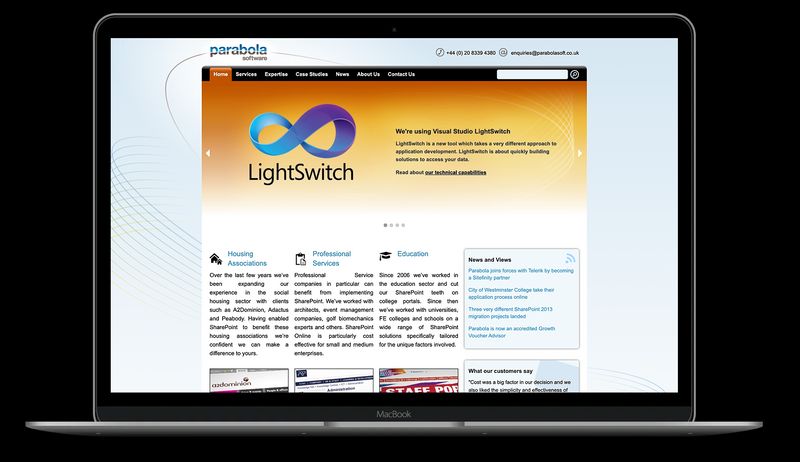 parabola
software
+44 (0) 20 8339 4380
enquiries@parabolasoft.co.uk
Home Services Expertise Case Studies News About Us Contact Us
LightSwitch
We're using Visual Studio LightSwitch
LightSwitch is a new tool which takes a very different approach to
application development. LightSwitch is about quickly building
solutions to access your data.
Read about our technical capabilities
Housing
Associations
Over the last few years we've
been expanding our
experience in the social
housing sector with clients
such as A2Dominion, Adactus
and Peabody. Having enabled
SharePoint to benefit these
housing associations we're
confident we can make a
difference to yours.
Professional
Services
Professional Service
companies in particular can
benefit from implementing
SharePoint. We've worked with
architects, event management
companies, golf biomechanics
experts and others. SharePoint
Online is particularly cost
effective for small and medium
enterprises.
Education
Since 2006 we've worked in
the education sector and cut
our SharePoint teeth on
college portals. Since then
we've worked with universities,
FE colleges and schools on a
wide range of SharePoint
solutions specifically tailored
for the unique factors involved.
News and Views
Parabola joins forces with Telerik by becoming
a Sitefinity partner
City of Westminster College take their
application process online
Three very different SharePoint 2013
migration projects landed
Parabola is now an accredited Growth
Voucher Advisor
What our customers say
"Cost was a big factor in our decision and we
also liked the simplicity and effectiveness of
a2dominion
Administration
STAFF
MacBook